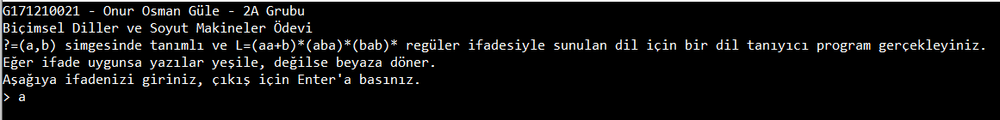 G171210021 - Onur Osman Güle - 2A Grubu
Biçimsel Diller ve Soyut Makineler Ödevi
?=(a,b) simgesinde tanımlı ve L=(aa+b)*(aba)*(bab)* regüler ifadesiyle sunulan dil için bir dil tanıyıcı program gerçekleyiniz.
Eğer ifade uygunsa yazılar yeşile, değilse beyaza döner.
Aşağıya ifadenizi giriniz, çıkış için Enter'a basınız.
> a